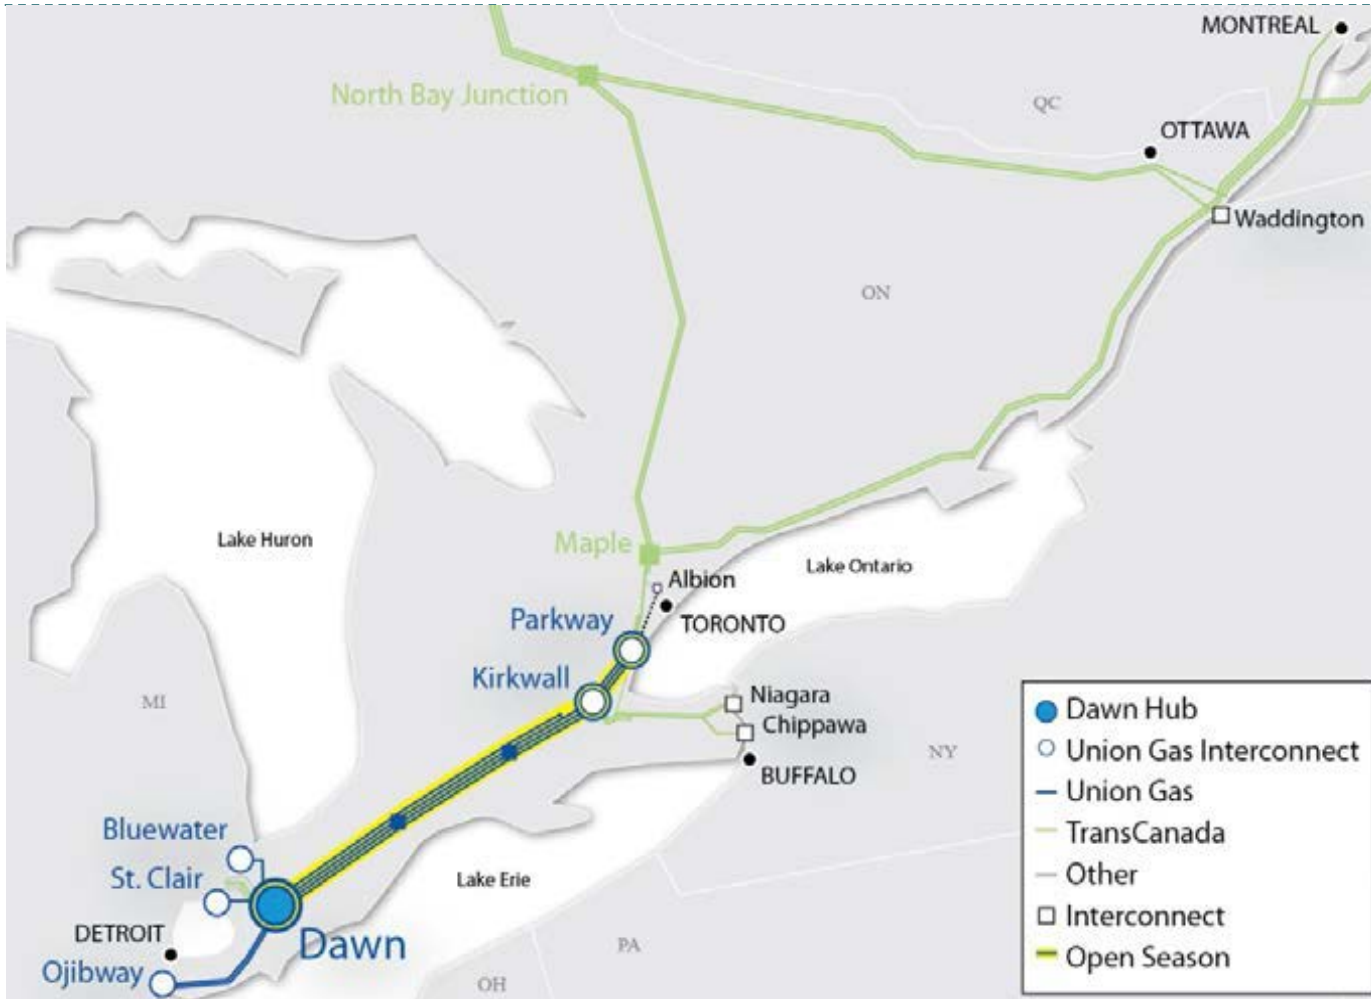 MONTREAL
North Bay Junction
QC
OTTAWA
Waddington
ON
Lake Huron
Maple
Lake Ontario
Albion
Parkway
TORONTO
Kirkwall
Niagara
MI
Chippawa
NY
BUFFALO
Bluewater
St. Clair
Lake Erie
DETROIT
Dawn
PA
Ojibway
OH
Dawn Hub
Union Gas Interconnect
Union Gas
TransCanada
Other
Interconnect
Open Season